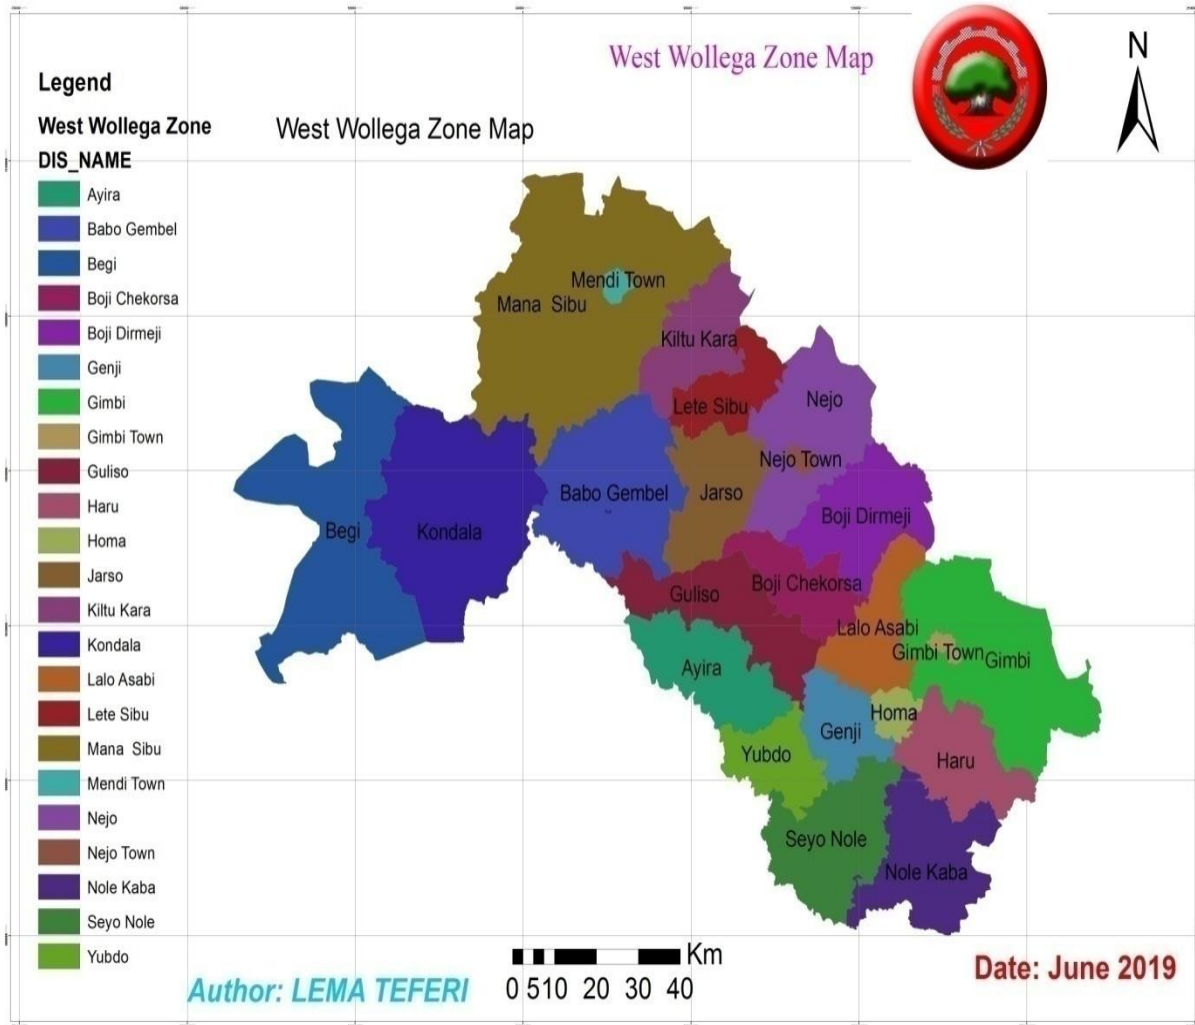 West Wollega Zone Map
N
Legend
West Wollega Zone
West Wollega Zone Map
DIS_NAME
Ayira
Babo Gembel
Begi
Boji Chekorsa
Boji Dirmeji
Genji
Gimbi
Gimbi Town
Guliso
Haru
Homa
Jarso
Kiltu Kara
Kondala
Lalo Asabi
Lete Sibu
Mana Sibu
Mendi Town
Nejo
Nejo Town
Nole Kaba
Seyo Nole
Yubdo
Mendi Town
Mana Sibu
Kiltu Kara
Lete Sibu
Nejo
Nejo Town
Babo Gembel
Jarso
Boji Dirmeji
Begi
Kondala
Guliso
Boji Chekorsa
Lalo Asabi
Gimbi Town
Gimbi
Ayira
Homa
Genji
Yubdo
Haru
Seyo Nole
Nole Kaba
Km
0 5 10 20 30 40
Author: LEMA TEFERI
Date: June 2019